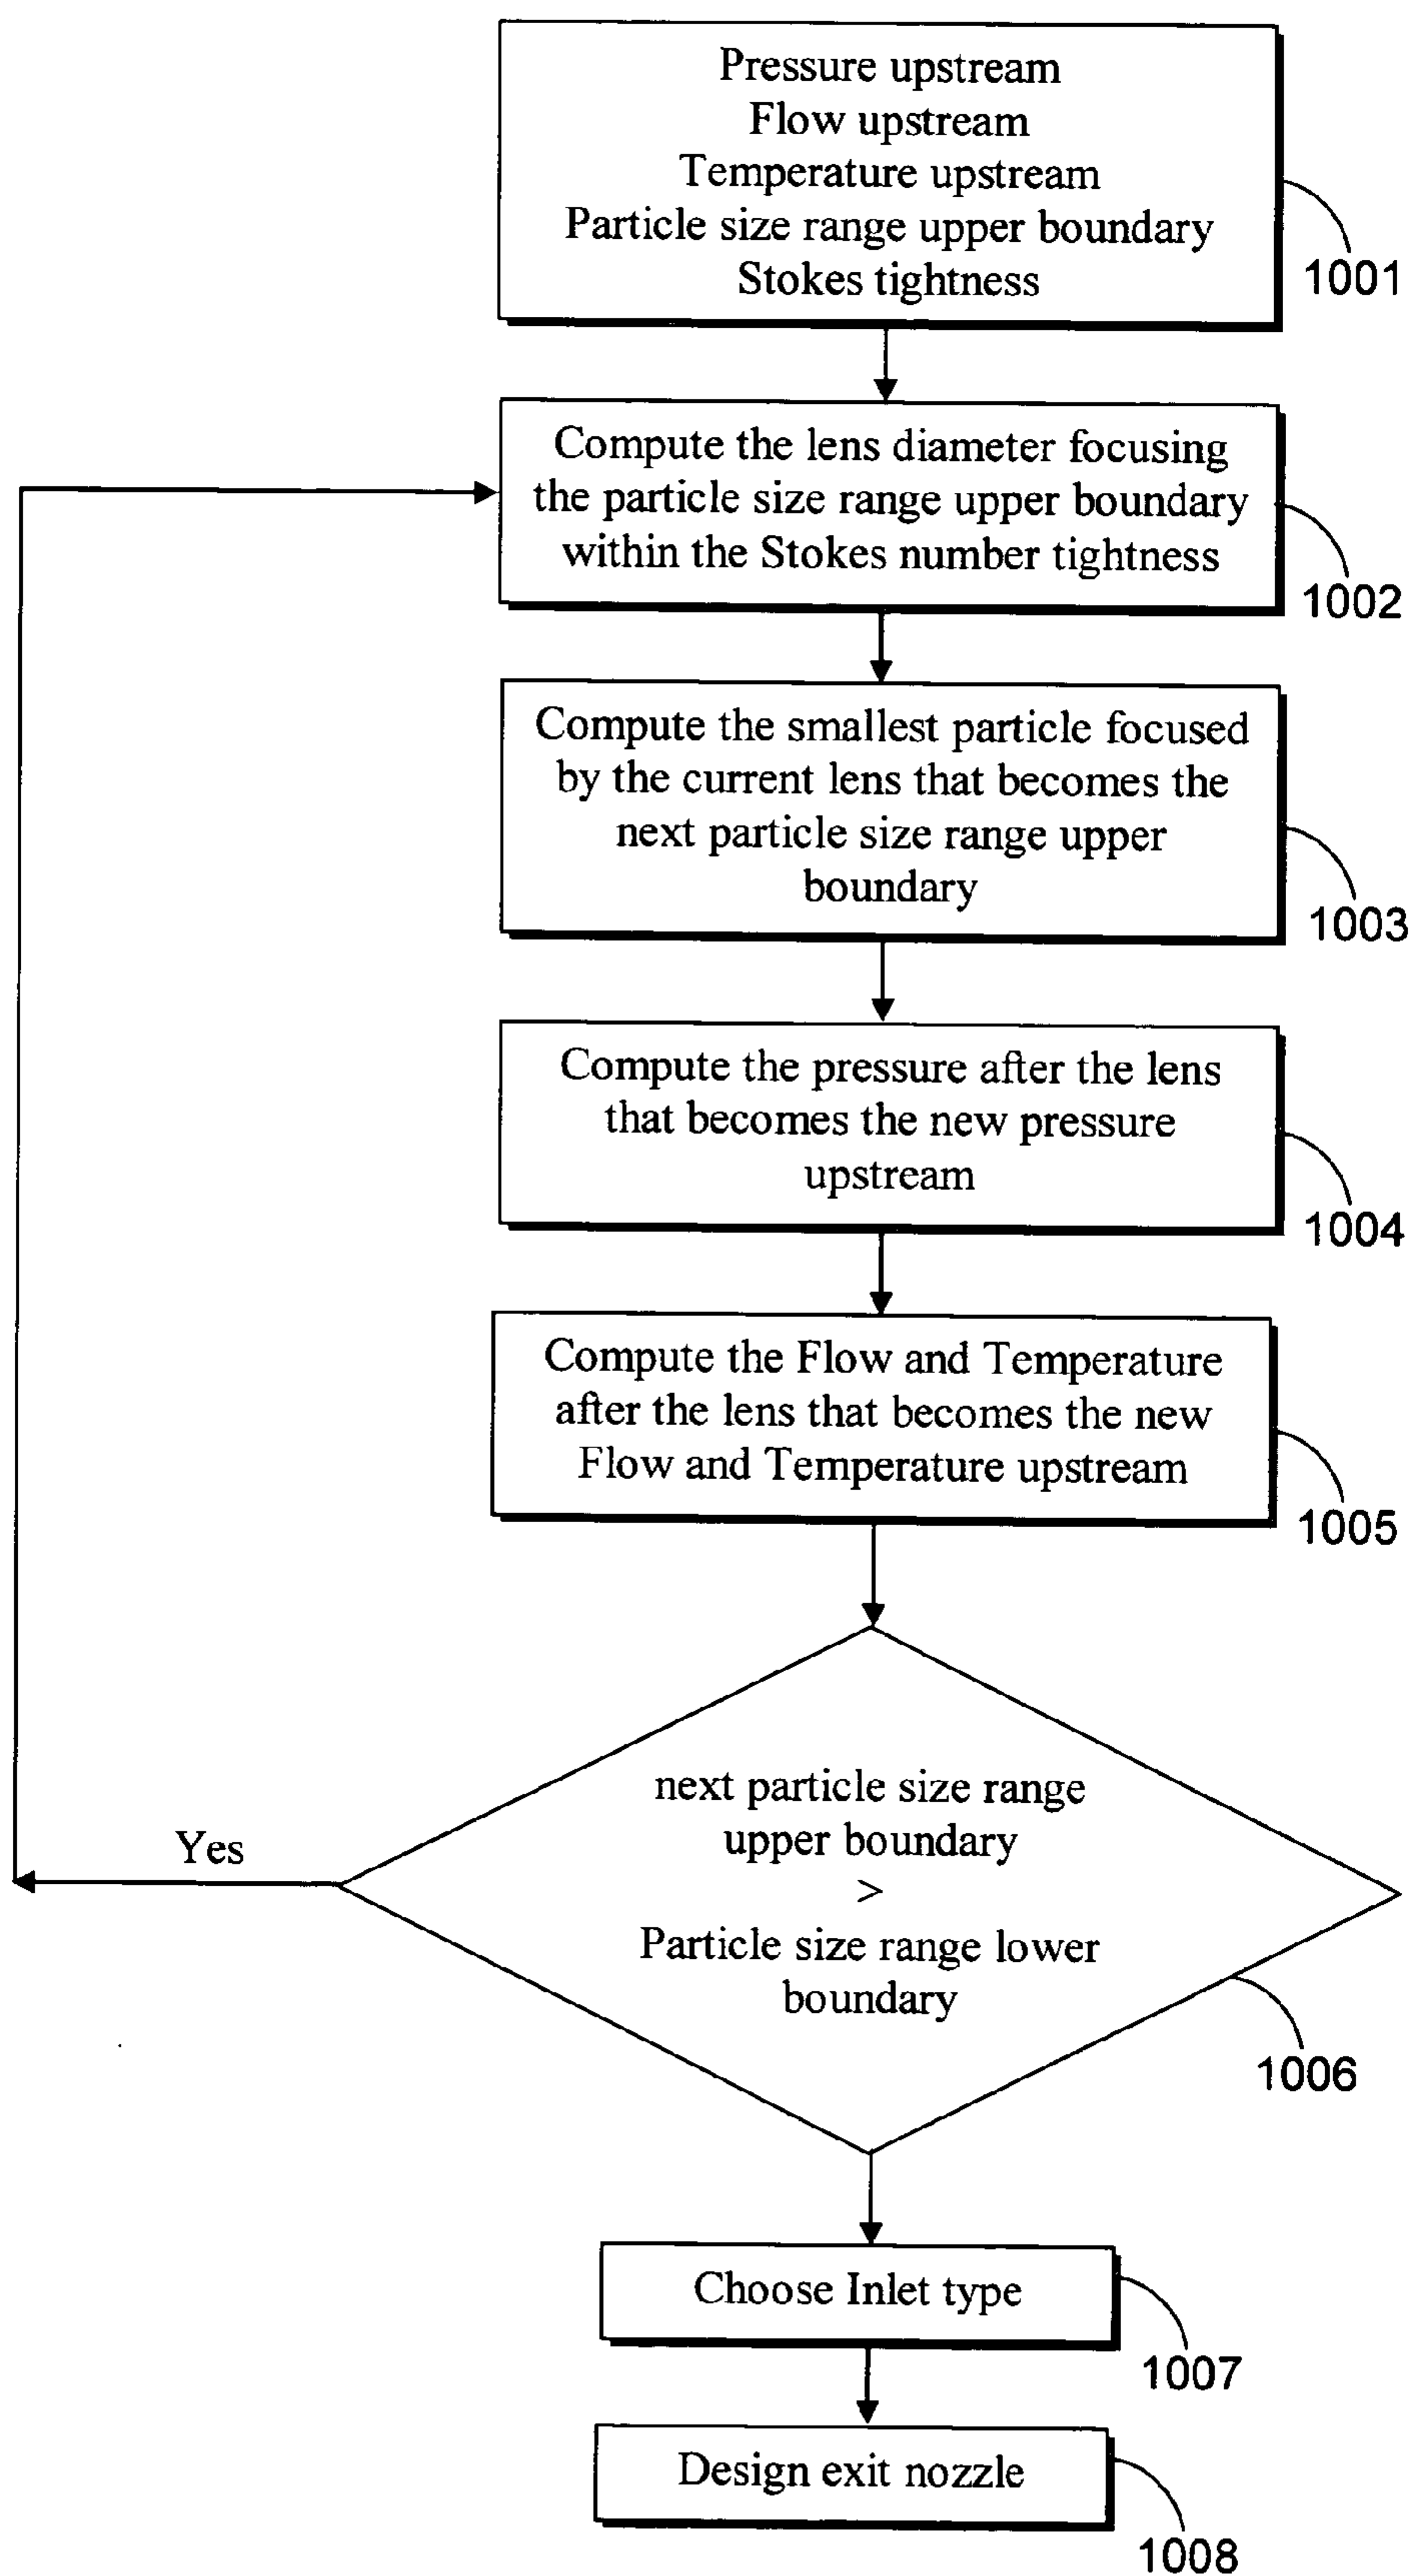 Pressure upstream
Flow upstream
Temperature upstream
Particle size range upper boundary
Stokes tightness
1001
Compute the lens diameter focusing
the particle size range upper boundary
within the Stokes number tightness
1002
Compute the smallest particle focused
by the current lens that becomes the
next particle size range upper
boundary
1003
Compute the pressure after the lens
that becomes the new pressure
upstream
1004
Compute the Flow and Temperature
after the lens that becomes the new
Flow and Temperature upstream
1005
Yes
next particle size range
upper boundary
>
Particle size range lower
boundary
1006
Choose Inlet type
1007
Design exit nozzle
1008